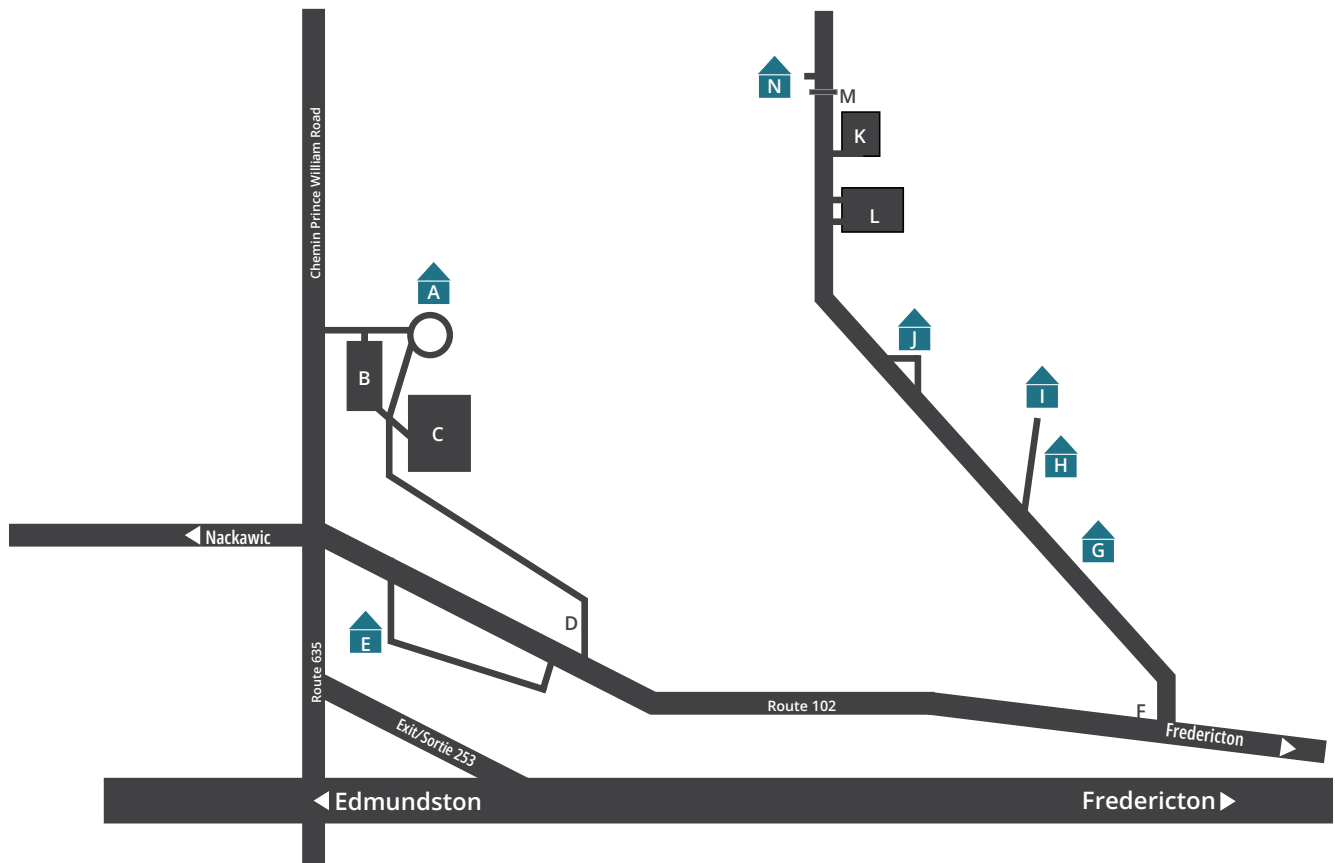 N
M
K
L
Chemin Prince William Road
A
J
B
I
C
H
Nackawic
G
D
E
Route 635
Route 102
F
Exit/Sortie 253
Fredericton
Edmundston
Fredericton